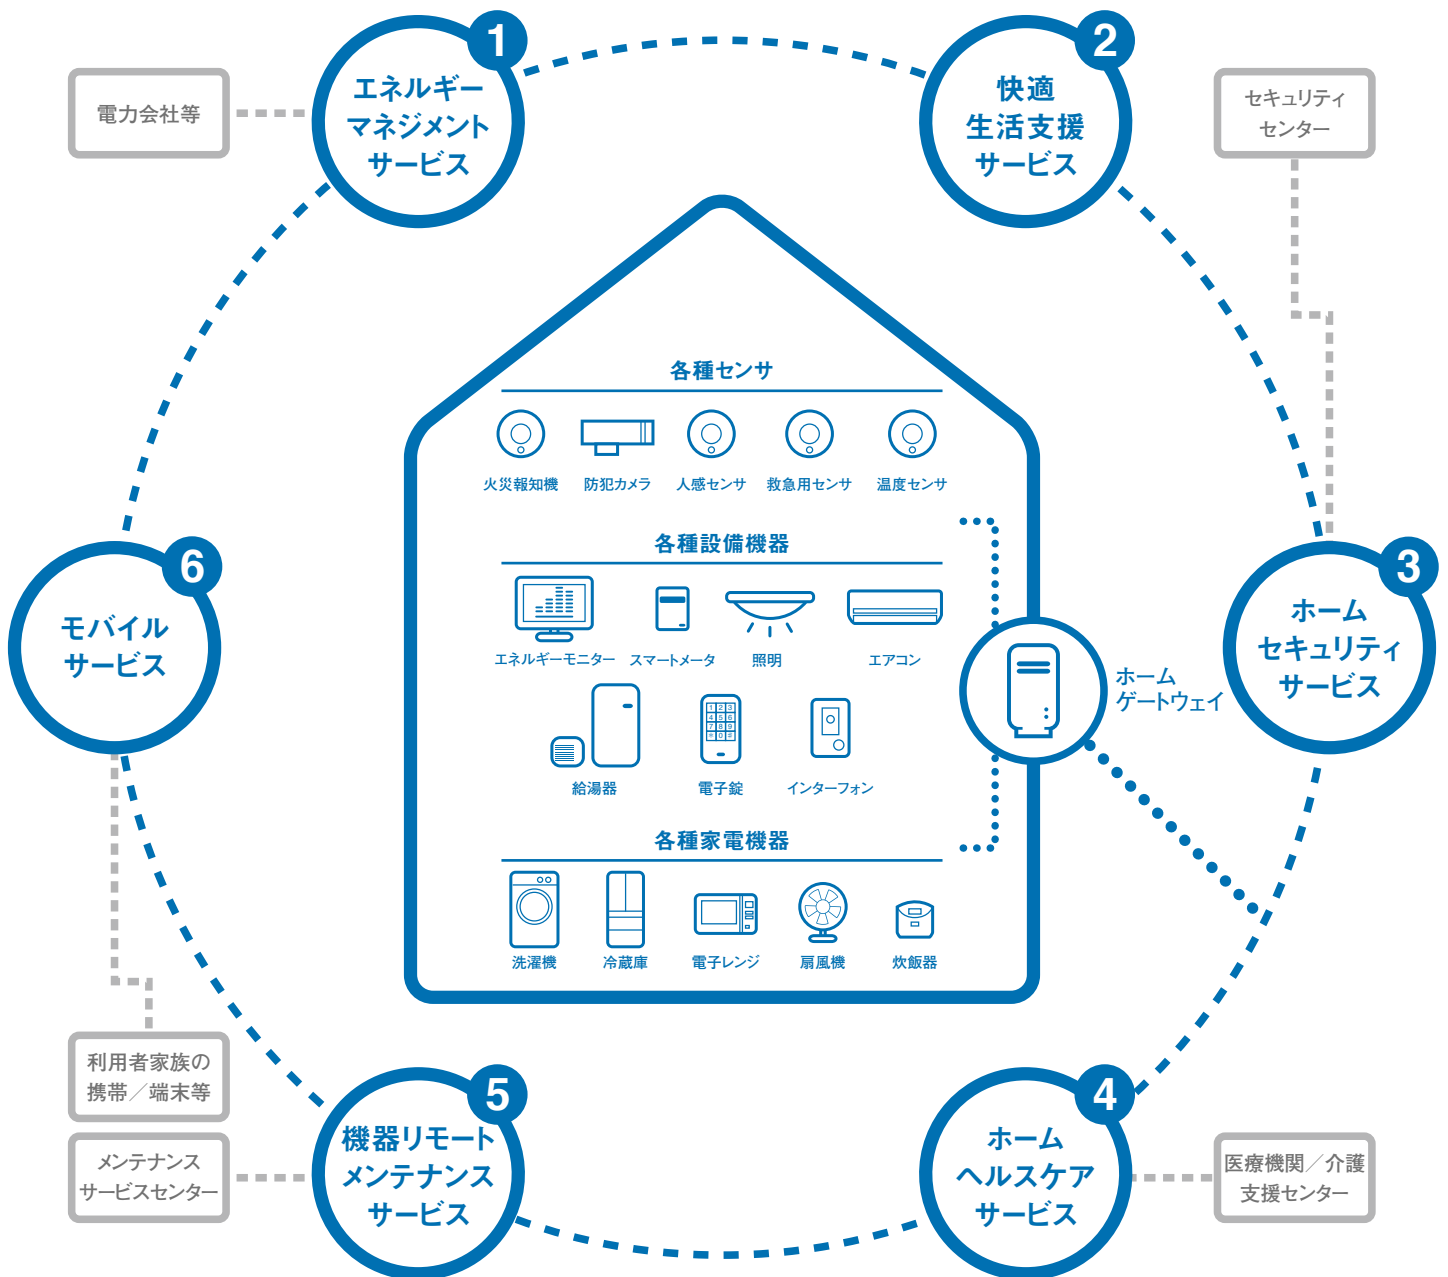 1
エネルギー
マネジメント
サービス
電力会社等
2
快適
生活支援
サービス
セキュリティ
センター
各種センサ
火災報知機 防犯カメラ 人感センサ 救急用センサ 温度センサ
各種設備機器
エネルギーモニター スマートメータ 照明 エアコン
1 2 3
4 5 6
7 8 9
* 0 #
給湯器 電子錠 インターフォン
各種家電機器
洗濯機 冷蔵庫 電子レンジ 扇風機 炊飯器
ホーム
ゲートウェイ
3
ホーム
セキュリティ
サービス
6
モバイル
サービス
利用者家族の
携帯／端末等
メンテナンス
サービスセンター
5
機器リモート
メンテナンス
サービス
4
ホーム
ヘルスケア
サービス
医療機関／介護
支援センター